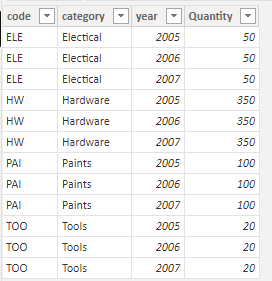 code category year Quantity
ELE Electical 2005 50
ELE Electical 2006 50
ELE Electical 2007 50
HW Hardware 2005 350
HW Hardware 2006 350
HW Hardware 2007 350
PAI Paints 2005 100
PAI Paints 2006 100
PAI Paints 2007 100
TOO Tools 2005 20
TOO Tools 2006 20
TOO Tools 2007 20